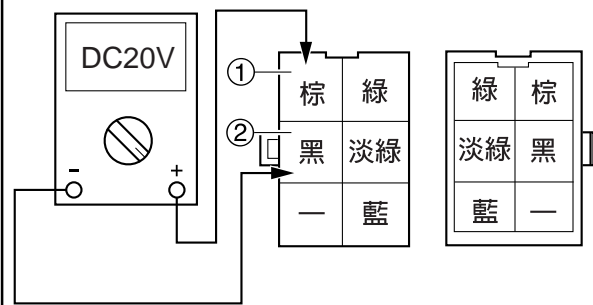 DC20V
- +
① 棕 綠
② 黑 淡綠
— 藍
綠 棕
淡綠 黑
藍 —